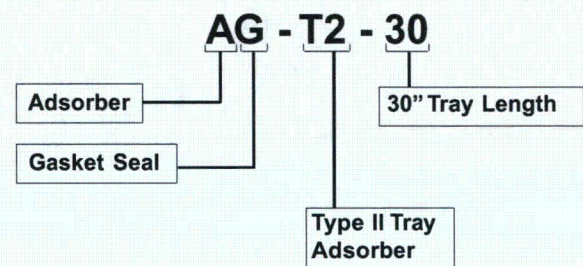 AG - T2 - 30
Adsorber
30" Tray Length
Gasket Seal
Type II Tray
Adsorber